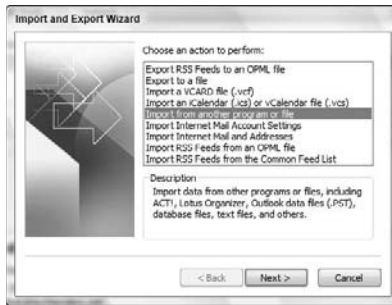 Import and Export Wizard
Choose an action to perform:
Export RSS Feeds to an OPML file
Export to a file
Import a VCARD file (.vcf)
Import an iCalendar (.ics) or vCalendar file (.vcs)
Import from another program or file
Import Internet Mail Account Settings
Import Internet Mail and Addresses
Import RSS Feeds from an OPML file
Import RSS Feeds from the Common Feed List
Description
Import data from other programs or files, including
ACT!, Lotus Organizer, Outlook data files (.PST),
database files, text files, and others.
< Back
Next >
Cancel